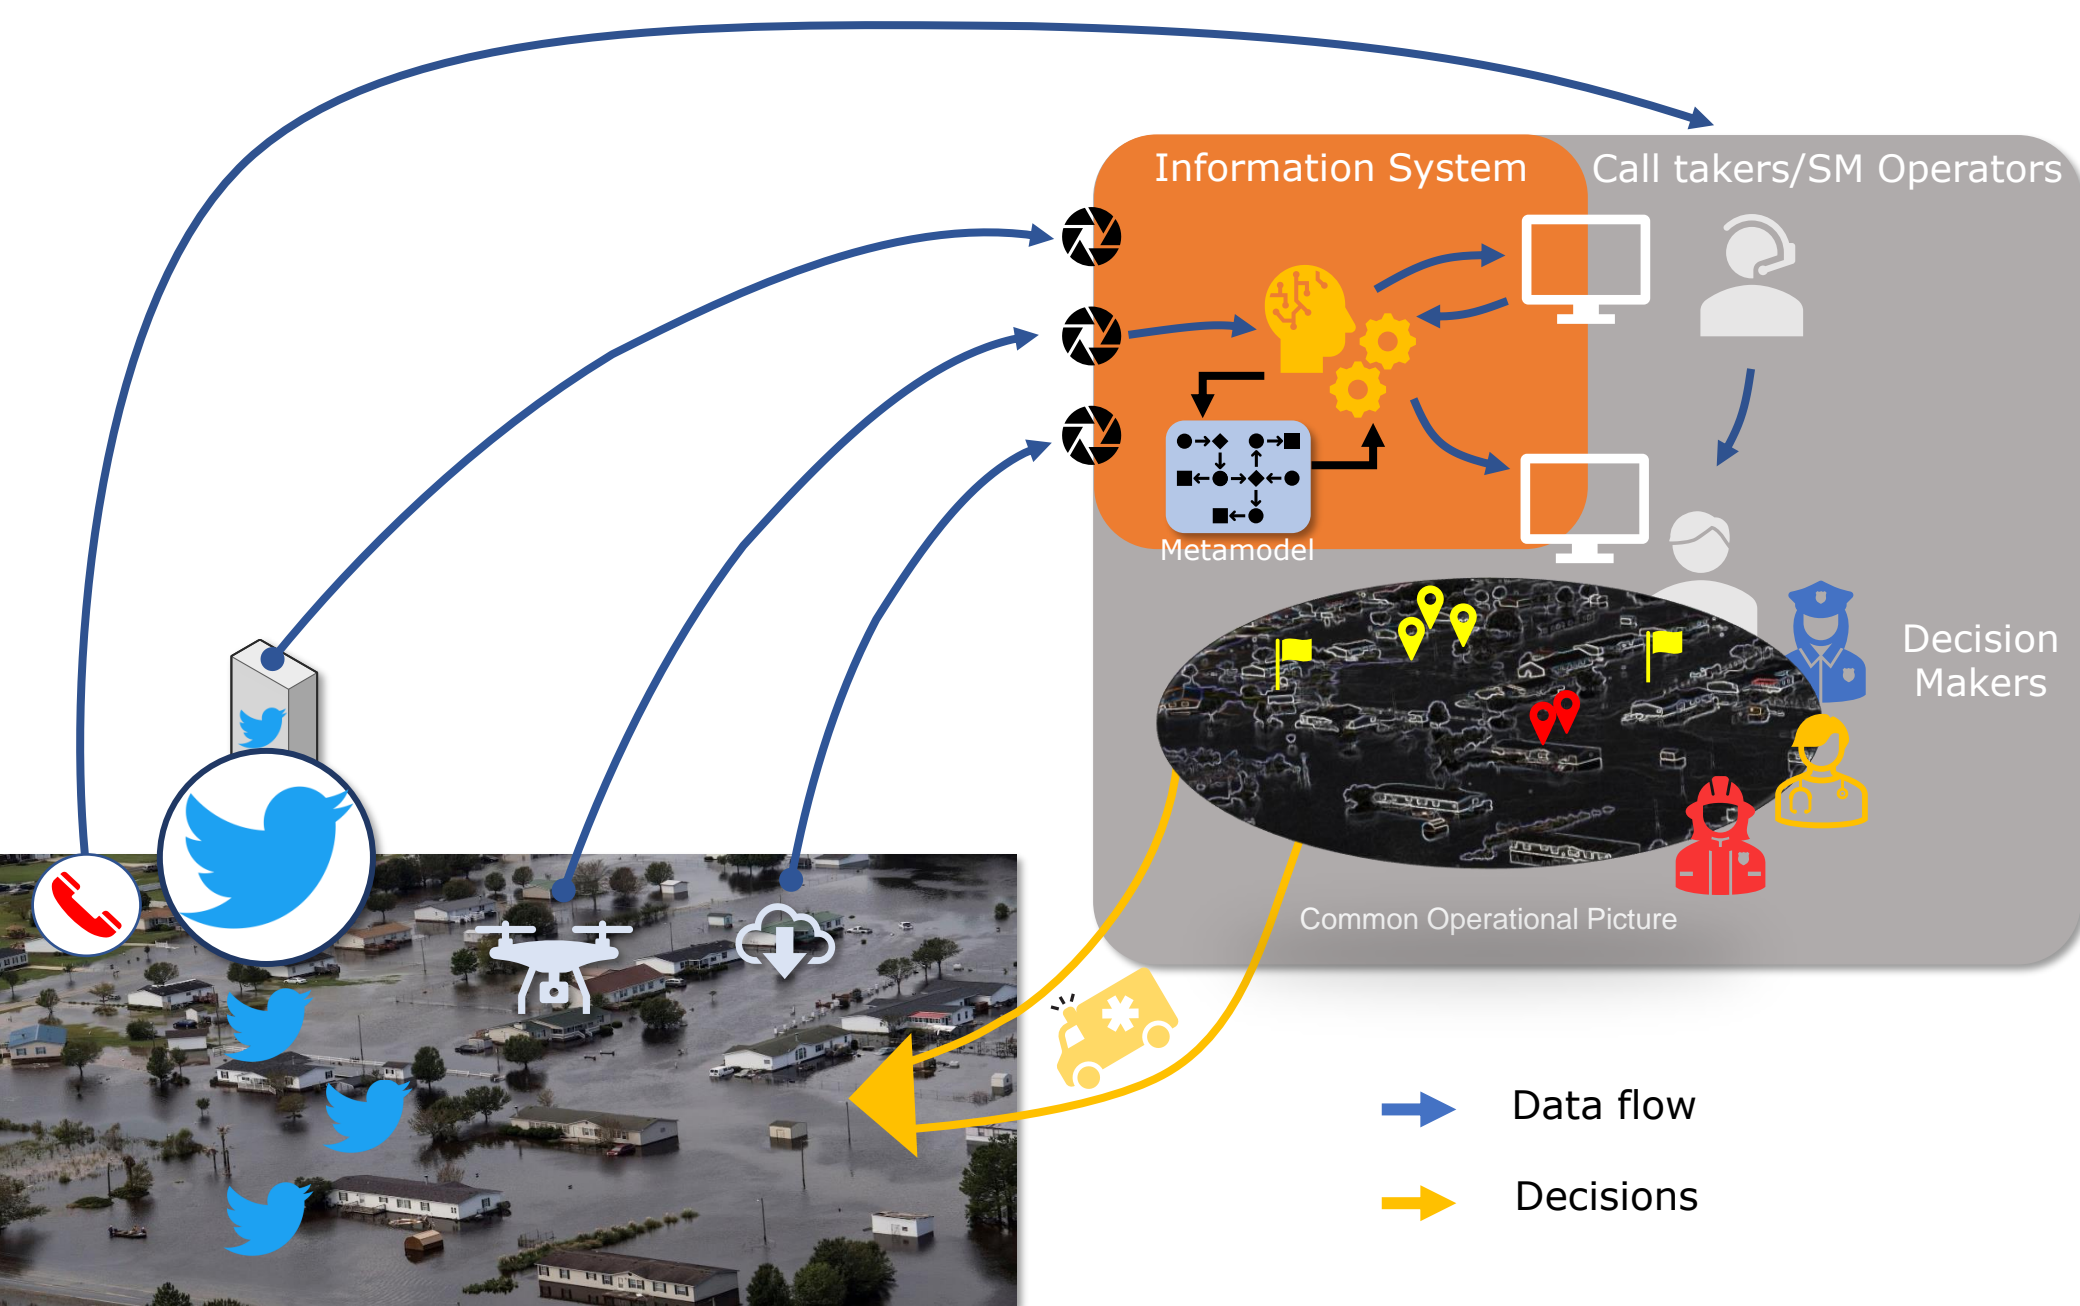 Information System
Call takers/SM Operators
Metamodel
Decision
Makers
Common Operational Picture
Data flow
Decisions